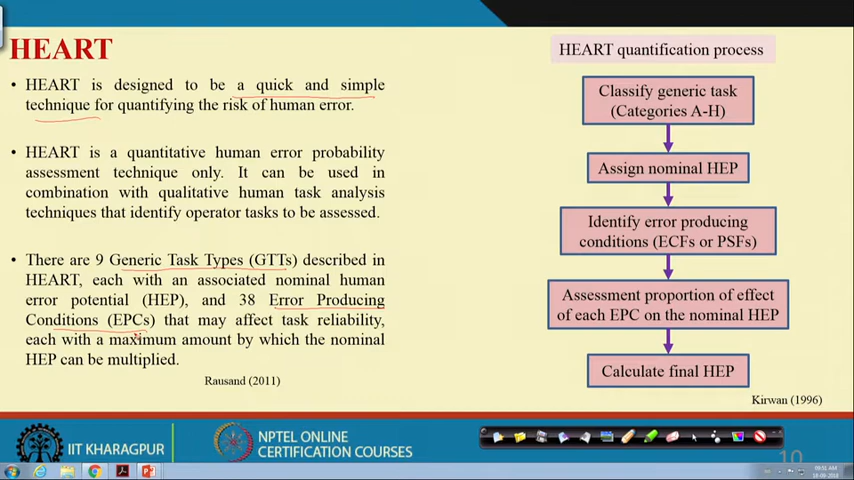 HEART
• HEART is designed to be a quick and simple
technique for quantifying the risk of human error.
• HEART is a quantitative human error probability
assessment technique only. It can be used in
combination with qualitative human task analysis
techniques that identify operator tasks to be assessed.
• There are 9 Generic Task Types (GTTs) described in
HEART, each with an associated nominal human
error potential (HEP), and 38 Error Producing
Conditions (EPCs) that may affect task reliability,
each with a maximum amount by which the nominal
HEP can be multiplied.
Rausand (2011)
HEART quantification process
Classify generic task
(Categories A-H)
Assign nominal HEP
Identify error producing
conditions (ECFs or PSFs)
Assessment proportion of effect
of each EPC on the nominal HEP
Calculate final HEP
Kirwan (1996)
IIT KHARAGPUR
NPTEL ONLINE
CERTIFICATION COURSES
10